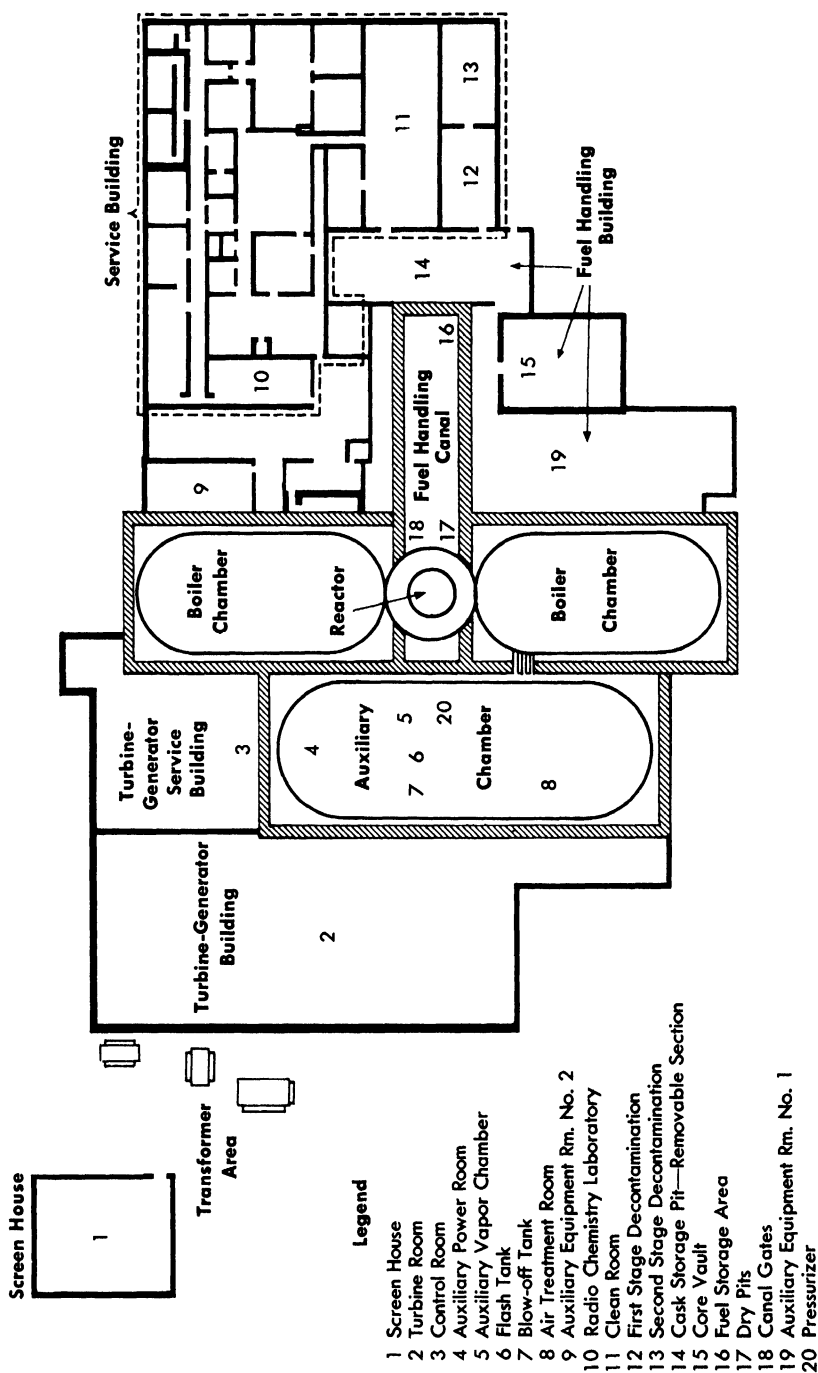 Screen House
1
Transformer
Area
Turbine-Generator
Building
2
Turbine-
Generator
Service
Building
3
4
Auxiliary
7 6 5
20
Chamber
8
Boiler
Chamber
Reactor
Boiler
Chamber
18
17
Fuel Handling
Canal
16
9
10
Service Building
11
12
13
14
15
19
Fuel Handling
Building
Legend
1 Screen House
2 Turbine Room
3 Control Room
4 Auxiliary Power Room
5 Auxiliary Vapor Chamber
6 Flash Tank
7 Blow-off Tank
8 Air Treatment Room
9 Auxiliary Equipment Rm. No. 2
10 Radio Chemistry Laboratory
11 Clean Room
12 First Stage Decontamination
13 Second Stage Decontamination
14 Cask Storage Pit—Removable Section
15 Core Vault
16 Fuel Storage Area
17 Dry Pits
18 Canal Gates
19 Auxiliary Equipment Rm. No. 1
20 Pressurizer